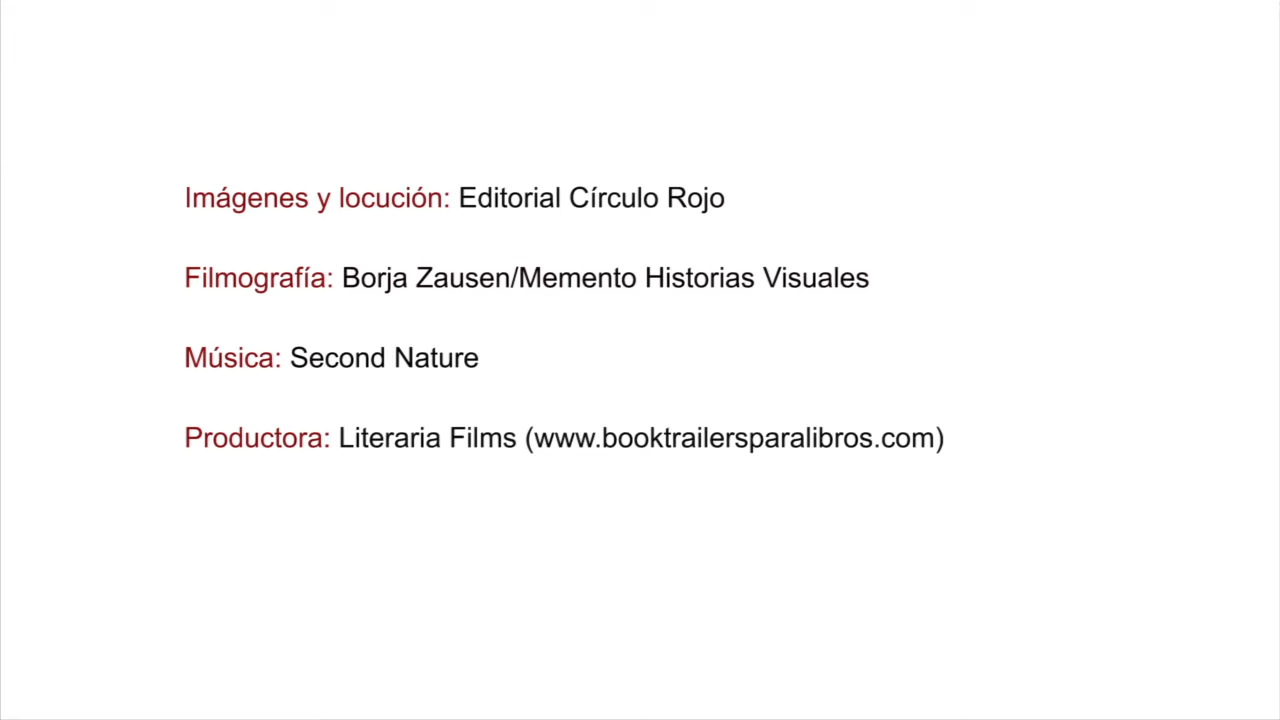 Imágenes y locución: Editorial Círculo Rojo
Filmografía: Borja Zausen/Memento Historias Visuales
Música: Second Nature
Productora: Literaria Films (www.booktrailersparalibros.com)